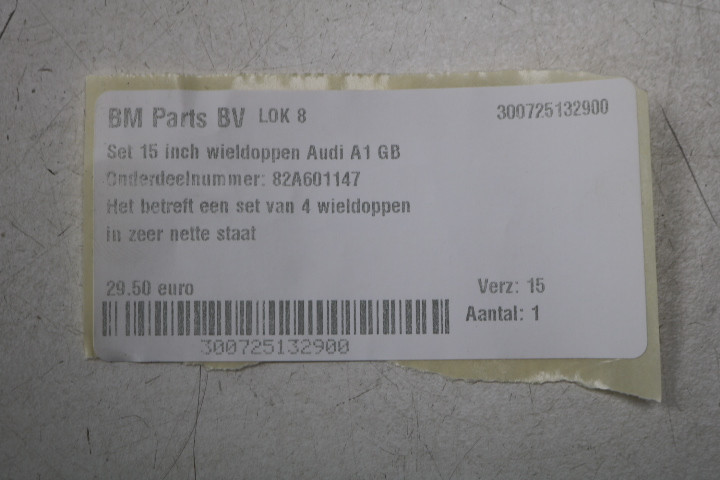 BM Parts BV LOK 8 300725132900
Set 15 inch wieldoppen Audi A1 GB
Onderdeelnummer: 82A601147
Het betreft een set van 4 wieldoppen
in zeer nette staat
29.50 euro Verz: 15
Aantal: 1
300725132900